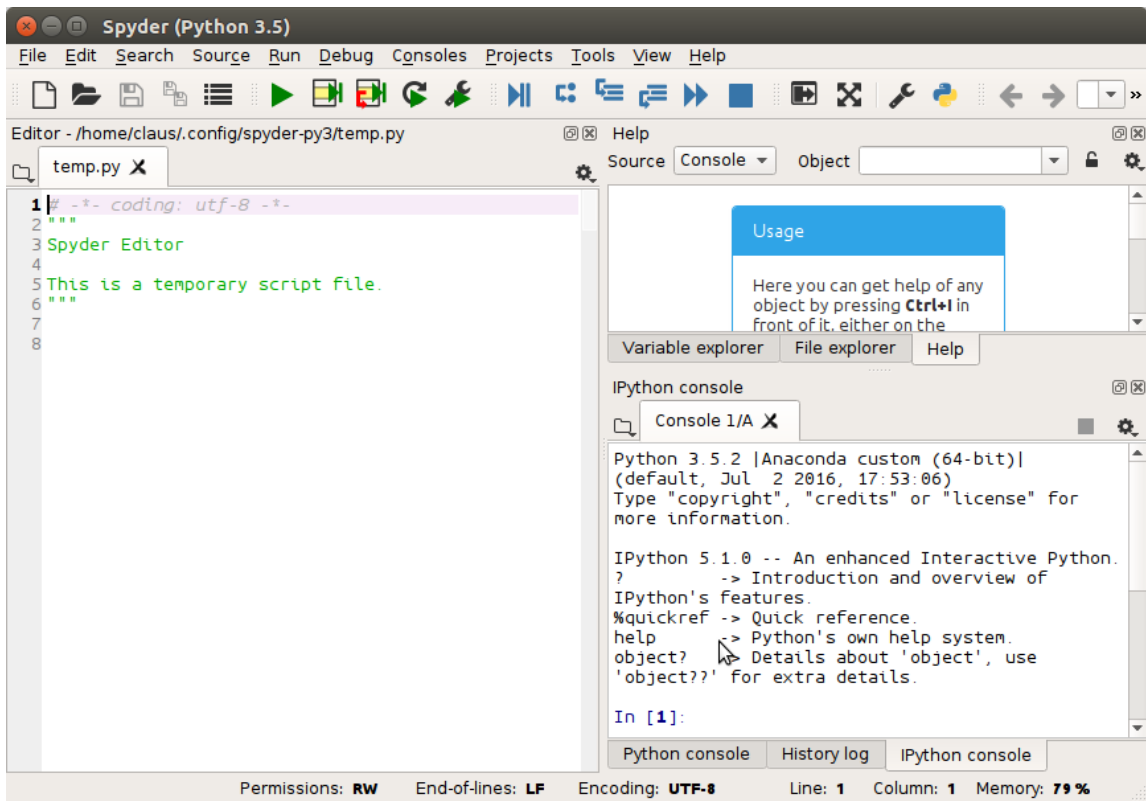 Spyder (Python 3.5)
File Edit Search Source Run Debug Consoles Projects Tools View Help
Editor - /home/claus/.config/spyder-py3/temp.py
temp.py
1 # -*- coding: utf-8 -*-
2 """
3 Spyder Editor
4
5 This is a temporary script file.
6 """
7
8
Help
Source Console Object
Usage
Here you can get help of any
object by pressing Ctrl+I in
front of it, either on the
Variable explorer File explorer Help
IPython console
Console 1/A
Python 3.5.2 |Anaconda custom (64-bit)|
(default, Jul  2 2016, 17:53:06)
Type "copyright", "credits" or "license" for
more information.
IPython 5.1.0 -- An enhanced Interactive Python.
?         -> Introduction and overview of
IPython's features.
%quickref -> Quick reference.
help      -> Python's own help system.
object?   -> Details about 'object', use
'object??' for extra details.
In [1]:
Python console History log IPython console
Permissions: RW End-of-lines: LF Encoding: UTF-8 Line: 1 Column: 1 Memory: 79 %